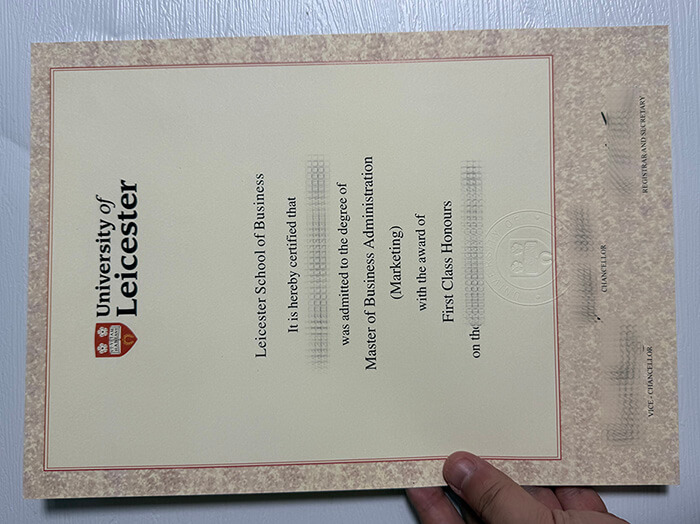 University of
Leicester
Leicester School of Business
It is hereby certified that
was admitted to the degree of
Master of Business Administration
(Marketing)
with the award of
First Class Honours
on the
VICE - CHANCELLOR
CHANCELLOR
REGISTRAR AND SECRETARY